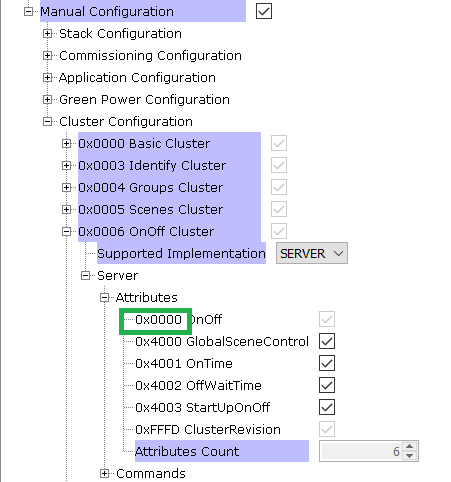 Manual Configuration
Stack Configuration
Commissioning Configuration
Application Configuration
Green Power Configuration
Cluster Configuration
0x0000 Basic Cluster
0x0003 Identify Cluster
0x0004 Groups Cluster
0x0005 Scenes Cluster
0x0006 OnOff Cluster
Supported Implementation SERVER
Server
Attributes
0x0000 OnOff
0x4000 GlobalSceneControl
0x4001 OnTime
0x4002 OffWaitTime
0x4003 StartUpOnOff
0xFFFD ClusterRevision
Attributes Count 6
Commands